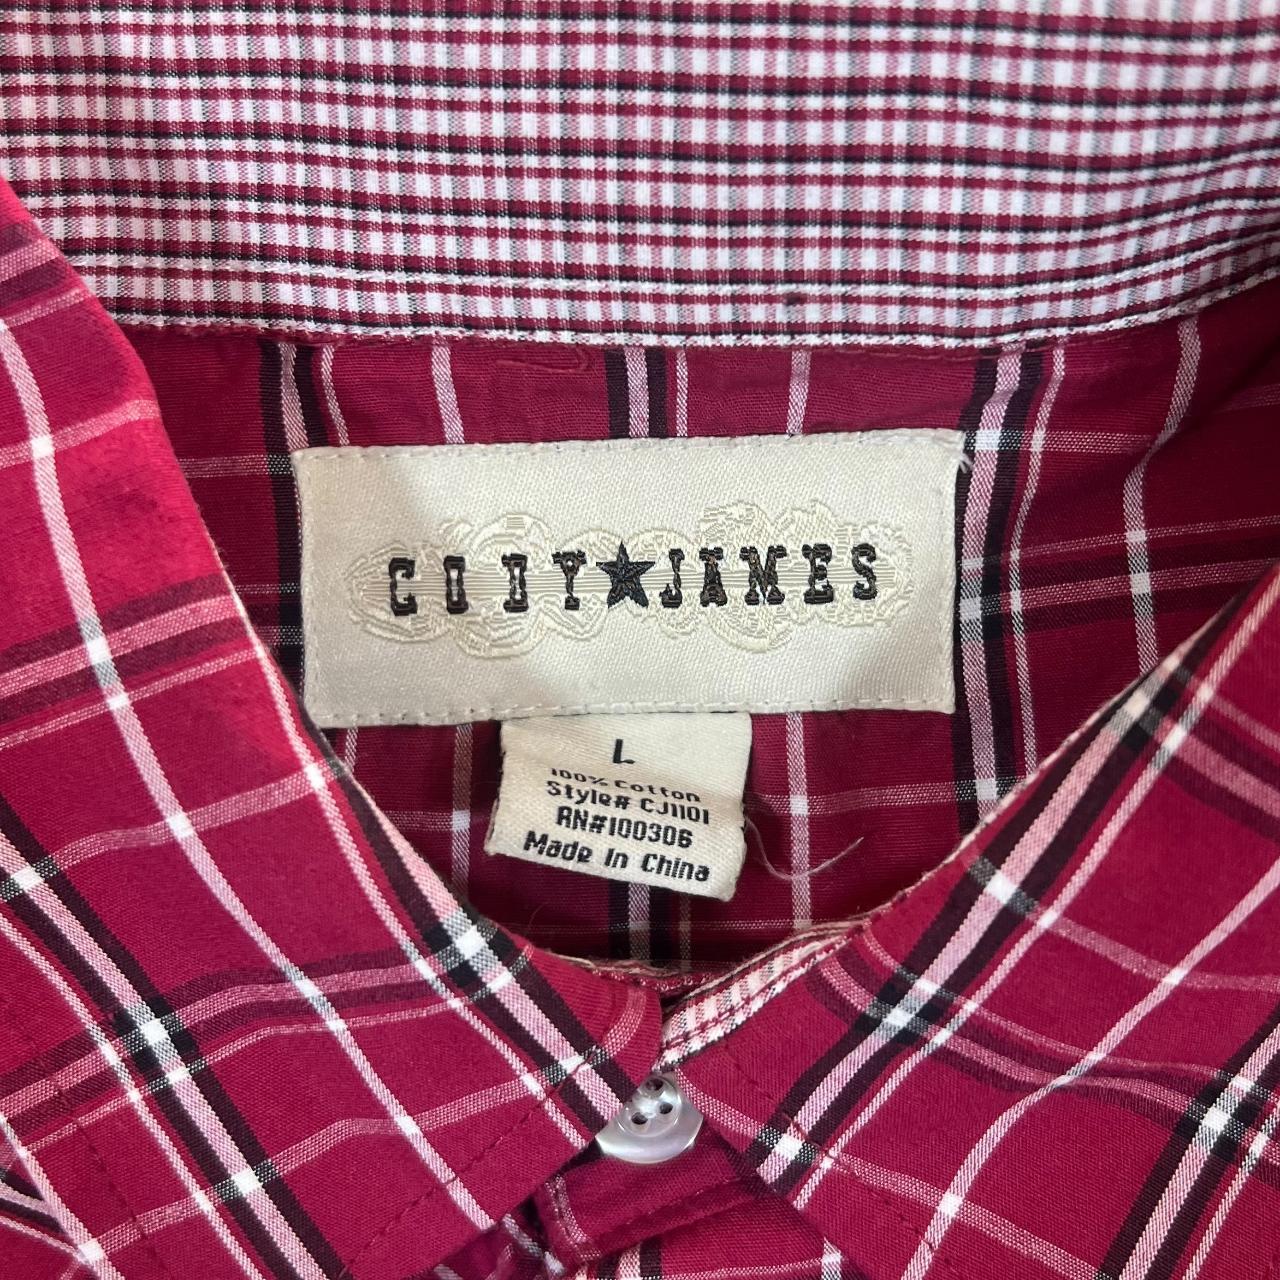 CODY★JAMES
L
100% Cotton
Style# CJ1101
RN#100306
Made In China